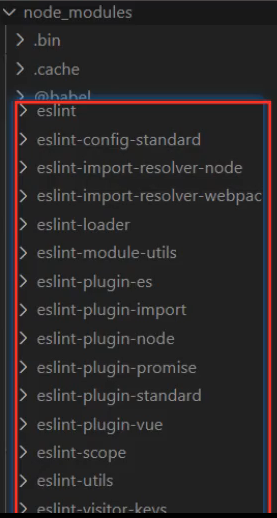 node_modules
.bin
.cache
@babel
eslint
eslint-config-standard
eslint-import-resolver-node
eslint-import-resolver-webpac
eslint-loader
eslint-module-utils
eslint-plugin-es
eslint-plugin-import
eslint-plugin-node
eslint-plugin-promise
eslint-plugin-standard
eslint-plugin-vue
eslint-scope
eslint-utils
eslint-visitor-keys